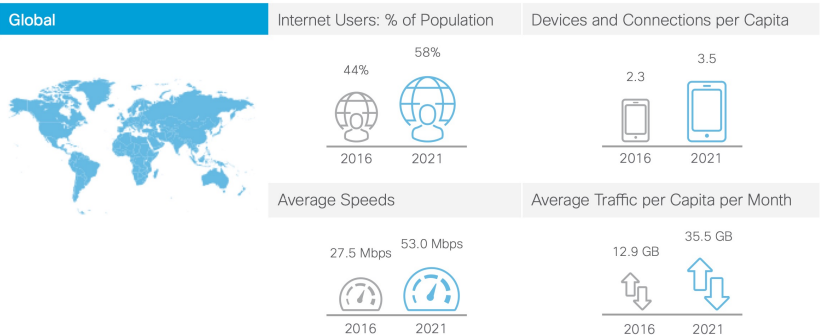 Global
Internet Users: % of Population
Devices and Connections per Capita
44%
58%
2016
2021
2.3
3.5
2016
2021
Average Speeds
Average Traffic per Capita per Month
27.5 Mbps
53.0 Mbps
2016
2021
12.9 GB
35.5 GB
2016
2021